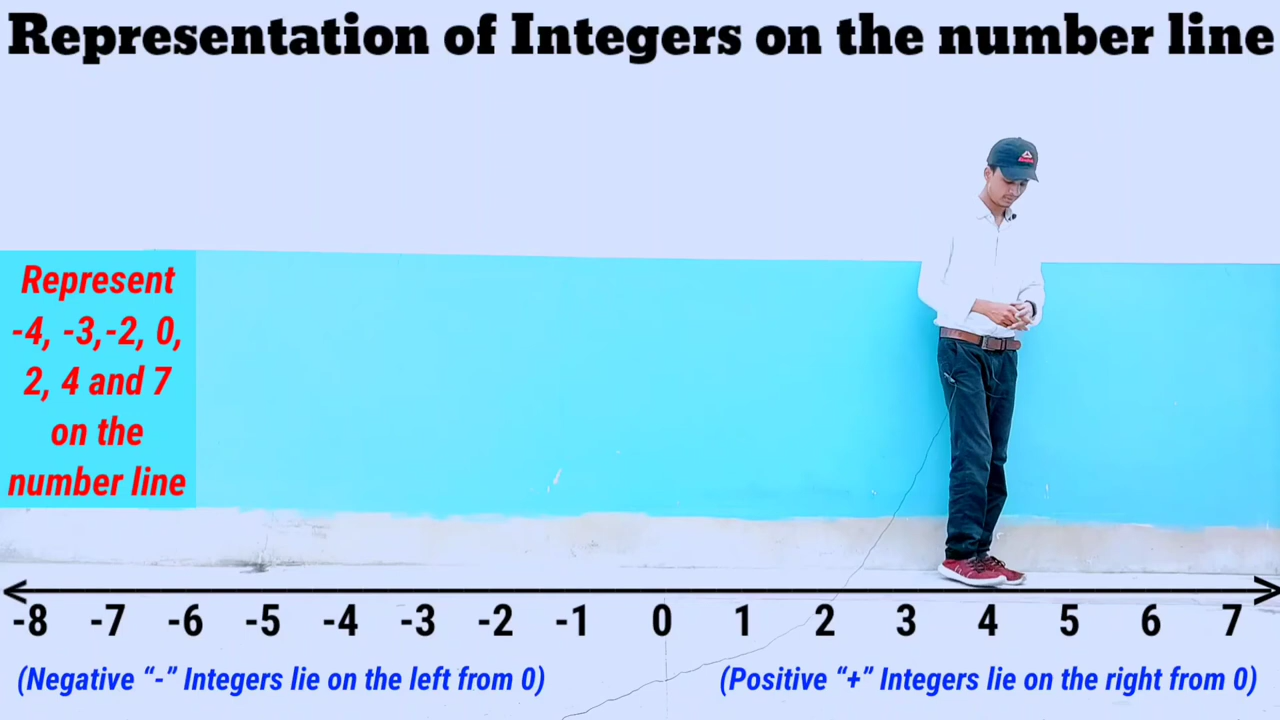 Representation of Integers on the number line
Represent
-4, -3,-2, 0,
2, 4 and 7
on the
number line
-8 -7 -6 -5 -4 -3 -2 -1 0 1 2 3 4 5 6 7
(Negative “-” Integers lie on the left from 0)
(Positive “+” Integers lie on the right from 0)